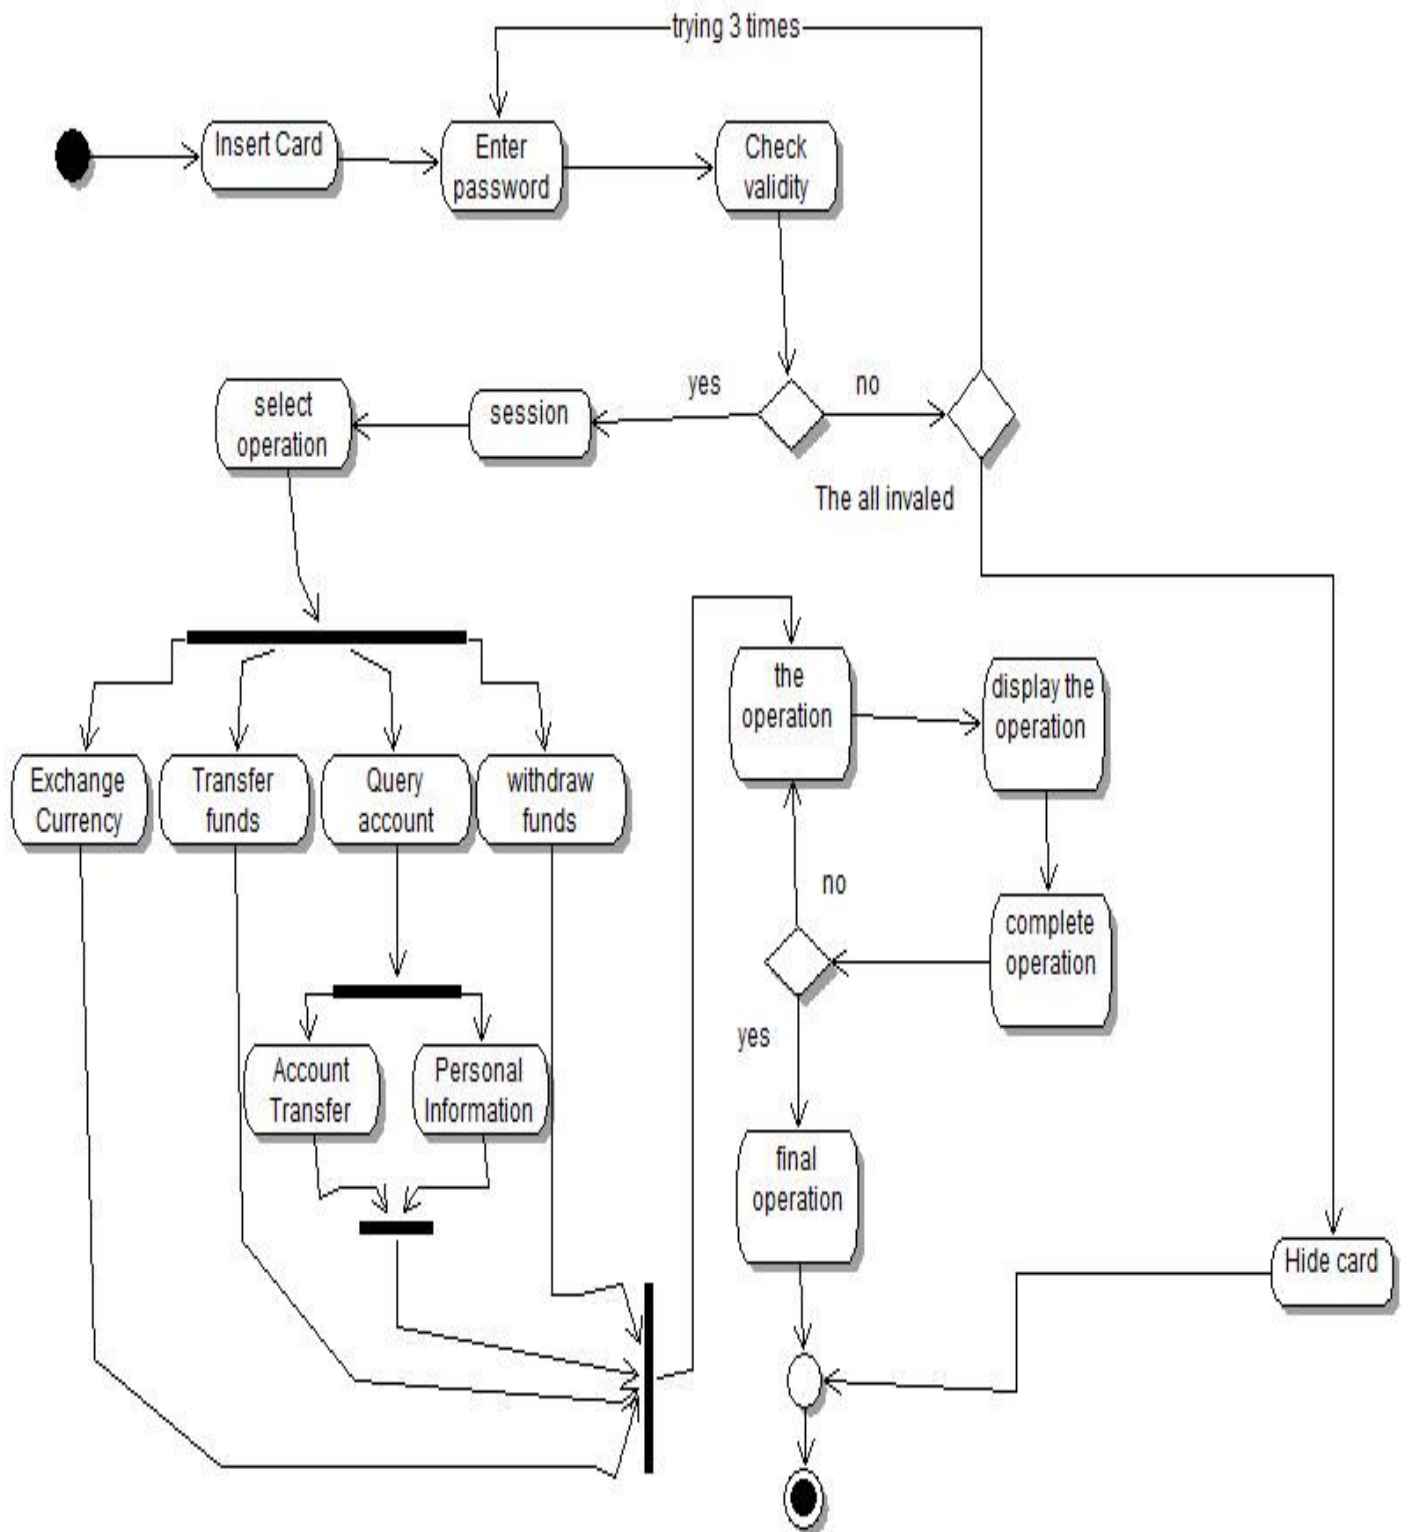 trying 3 times
Insert Card
Enter
password
Check
validity
select
operation
session
yes
no
The all invaled
the
operation
display the
operation
Exchange
Currency
Transfer
funds
Query
account
withdraw
funds
no
complete
operation
yes
Account
Transfer
Personal
Information
final
operation
Hide card